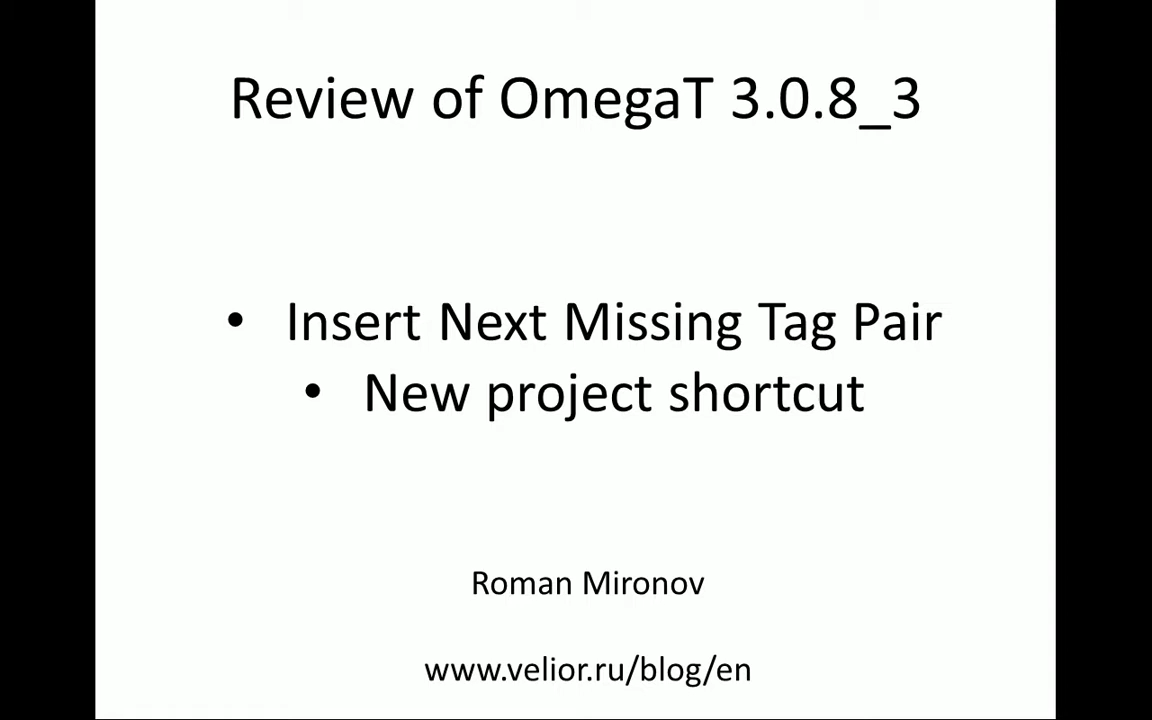 Review of OmegaT 3.0.8_3
• Insert Next Missing Tag Pair
• New project shortcut
Roman Mironov
www.velior.ru/blog/en